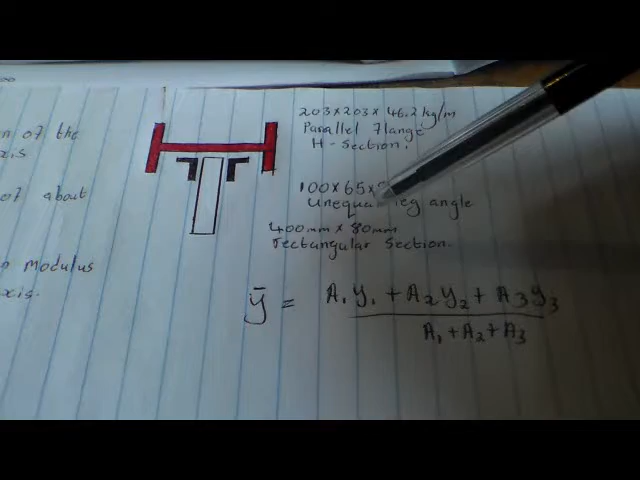 on of the
xis
of about
modulus
xis.
203 x 203 x 46.2 kg/m
Parallel Flange
H - Section.
100 x 65 x
unequal leg angle
400mm x 80mm
rectangular Section.
ȳ = A₁y₁ + A₂y₂ + A₃y₃
A₁ + A₂ + A₃